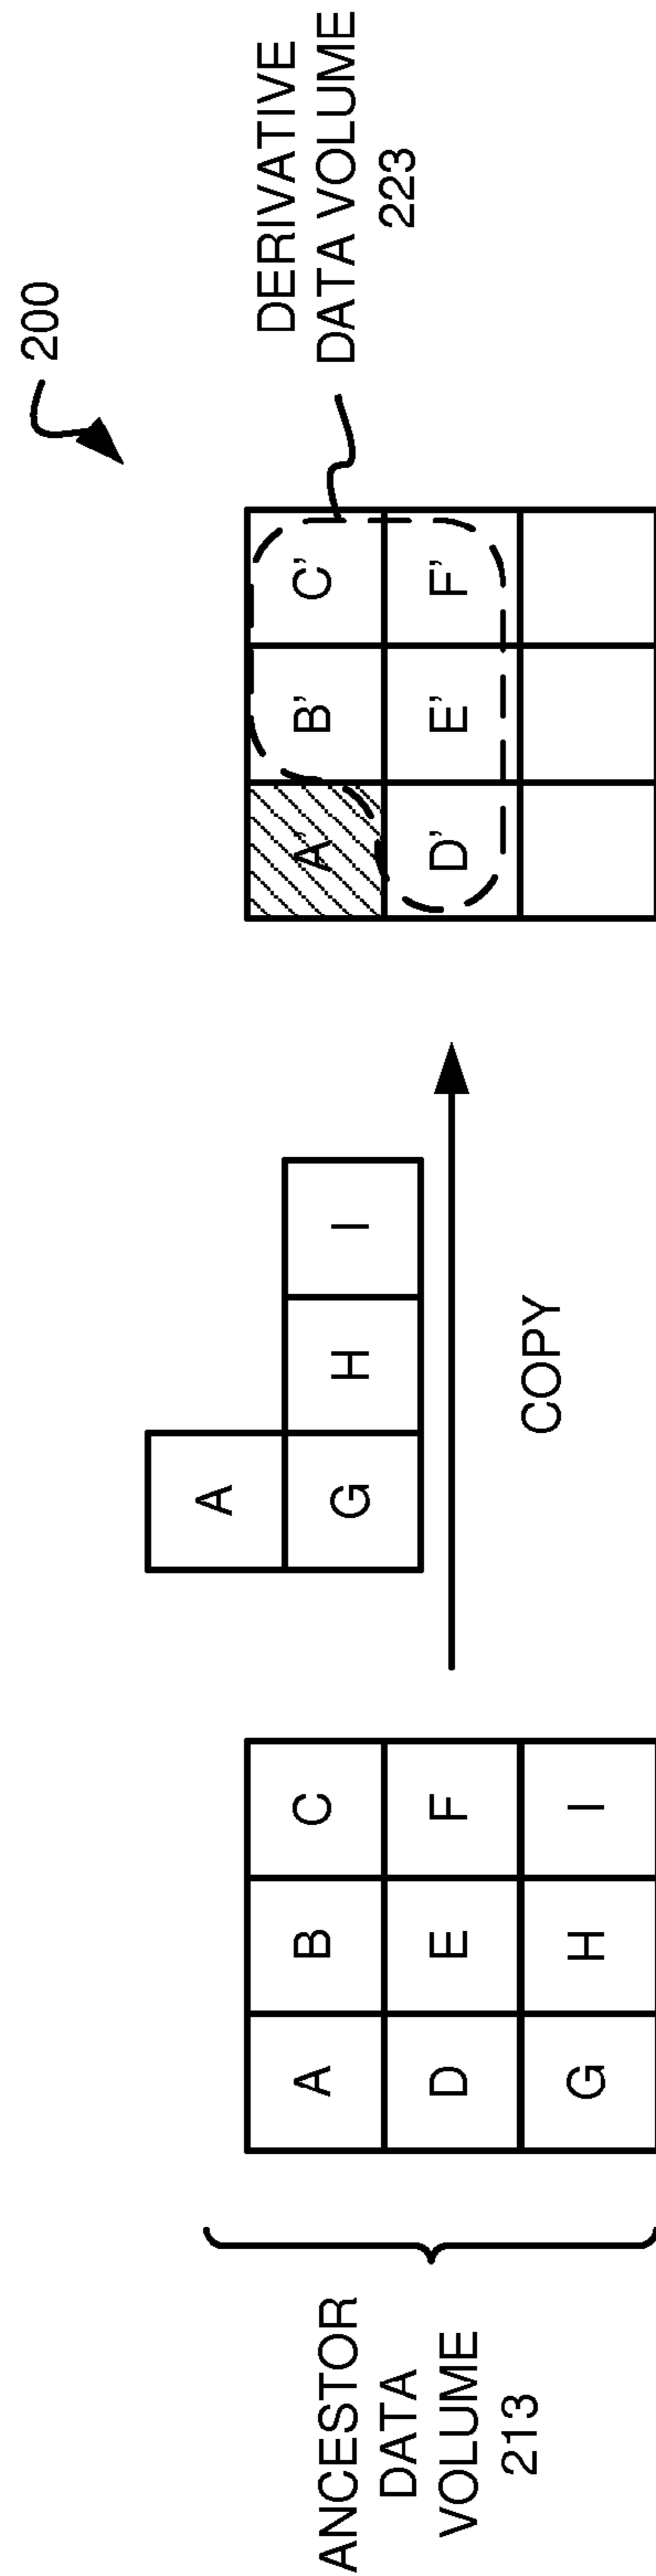 200
ANCESTOR
DATA
VOLUME
213
A B C
D E F
G H I
A
G H I
COPY
A' B' C'
D' E' F'
DERIVATIVE
DATA VOLUME
223